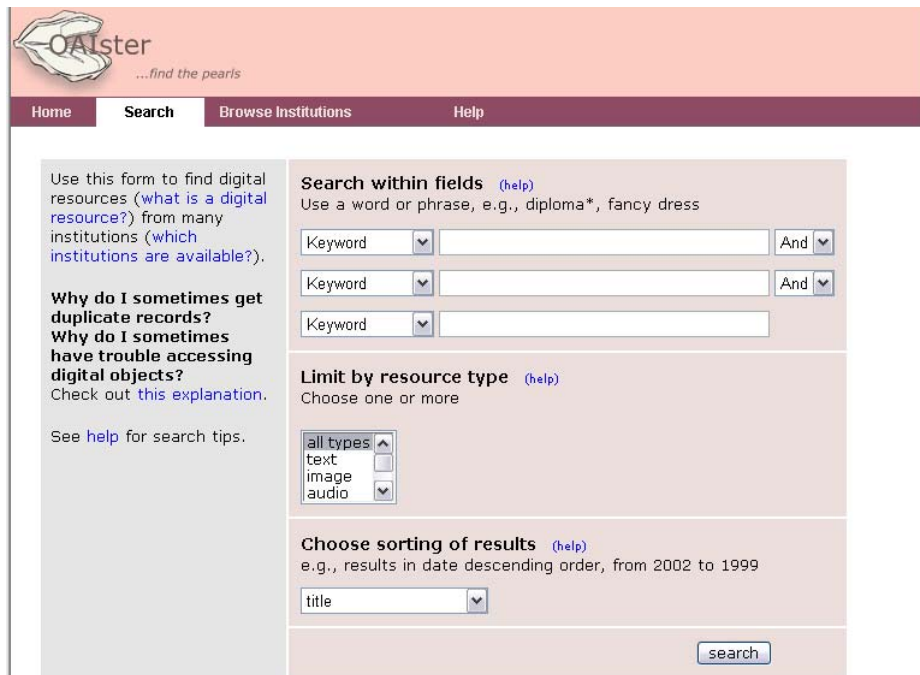 OAIster
...find the pearls
Home Search Browse Institutions Help
Use this form to find digital
resources (what is a digital
resource?) from many
institutions (which
institutions are available?).
Why do I sometimes get
duplicate records?
Why do I sometimes
have trouble accessing
digital objects?
Check out this explanation.
See help for search tips.
Search within fields (help)
Use a word or phrase, e.g., diploma*, fancy dress
Keyword And
Keyword And
Keyword
Limit by resource type (help)
Choose one or more
all types
text
image
audio
Choose sorting of results (help)
e.g., results in date descending order, from 2002 to 1999
title
search